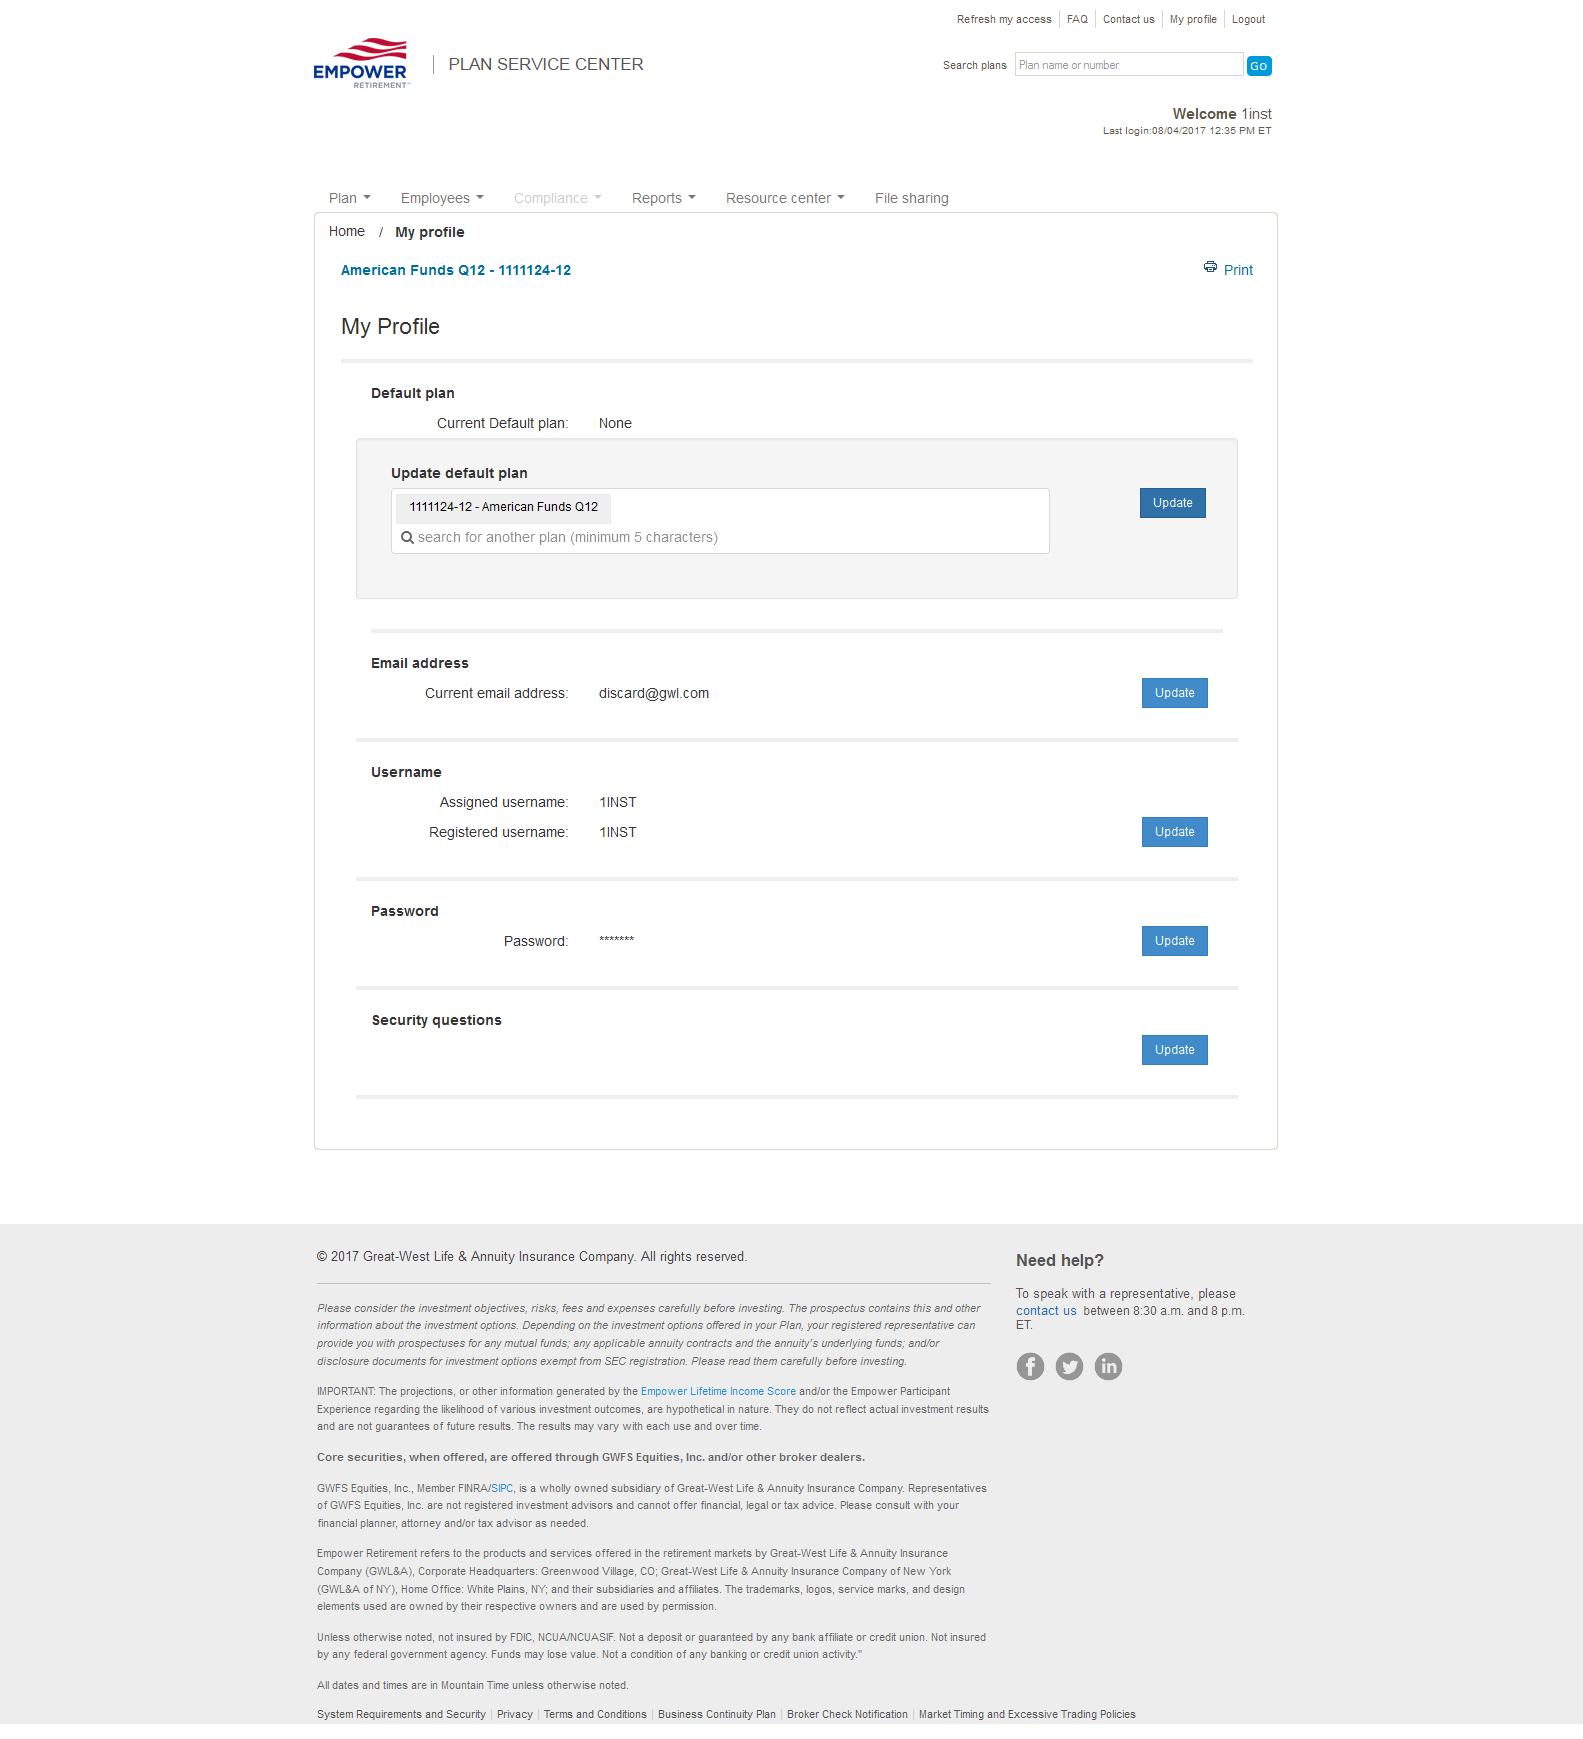 Refresh my access FAQ Contact us My profile Logout
EMPOWER
RETIREMENT™
PLAN SERVICE CENTER
Search plans Plan name or number Go
Welcome 1inst
Last login:08/04/2017 12:35 PM ET
Plan Employees Compliance Reports Resource center File sharing
Home / My profile
American Funds Q12 - 1111124-12
Print
My Profile
Default plan
Current Default plan: None
Update default plan
1111124-12 - American Funds Q12
Update
search for another plan (minimum 5 characters)
Email address
Current email address: discard@gwl.com
Update
Username
Assigned username: 1INST
Registered username: 1INST
Update
Password
Password: *******
Update
Security questions
Update
© 2017 Great-West Life & Annuity Insurance Company. All rights reserved.
Please consider the investment objectives, risks, fees and expenses carefully before investing. The prospectus contains this and other
information about the investment options. Depending on the investment options offered in your Plan, your registered representative can
provide you with prospectuses for any mutual funds; any applicable annuity contracts and the annuity's underlying funds; and/or
disclosure documents for investment options exempt from SEC registration. Please read them carefully before investing.
IMPORTANT: The projections, or other information generated by the Empower Lifetime Income Score and/or the Empower Participant
Experience regarding the likelihood of various investment outcomes, are hypothetical in nature. They do not reflect actual investment results
and are not guarantees of future results. The results may vary with each use and over time.
Core securities, when offered, are offered through GWFS Equities, Inc. and/or other broker dealers.
GWFS Equities, Inc., Member FINRA/SIPC, is a wholly owned subsidiary of Great-West Life & Annuity Insurance Company. Representatives
of GWFS Equities, Inc. are not registered investment advisors and cannot offer financial, legal or tax advice. Please consult with your
financial planner, attorney and/or tax advisor as needed.
Empower Retirement refers to the products and services offered in the retirement markets by Great-West Life & Annuity Insurance
Company (GWL&A), Corporate Headquarters: Greenwood Village, CO; Great-West Life & Annuity Insurance Company of New York
(GWL&A of NY), Home Office: White Plains, NY; and their subsidiaries and affiliates. The trademarks, logos, service marks, and design
elements used are owned by their respective owners and are used by permission.
Unless otherwise noted, not insured by FDIC, NCUA/NCUASIF. Not a deposit or guaranteed by any bank affiliate or credit union. Not insured
by any federal government agency. Funds may lose value. Not a condition of any banking or credit union activity."
All dates and times are in Mountain Time unless otherwise noted.
System Requirements and Security Privacy Terms and Conditions Business Continuity Plan Broker Check Notification Market Timing and Excessive Trading Policies
Need help?
To speak with a representative, please
contact us between 8:30 a.m. and 8 p.m.
ET.